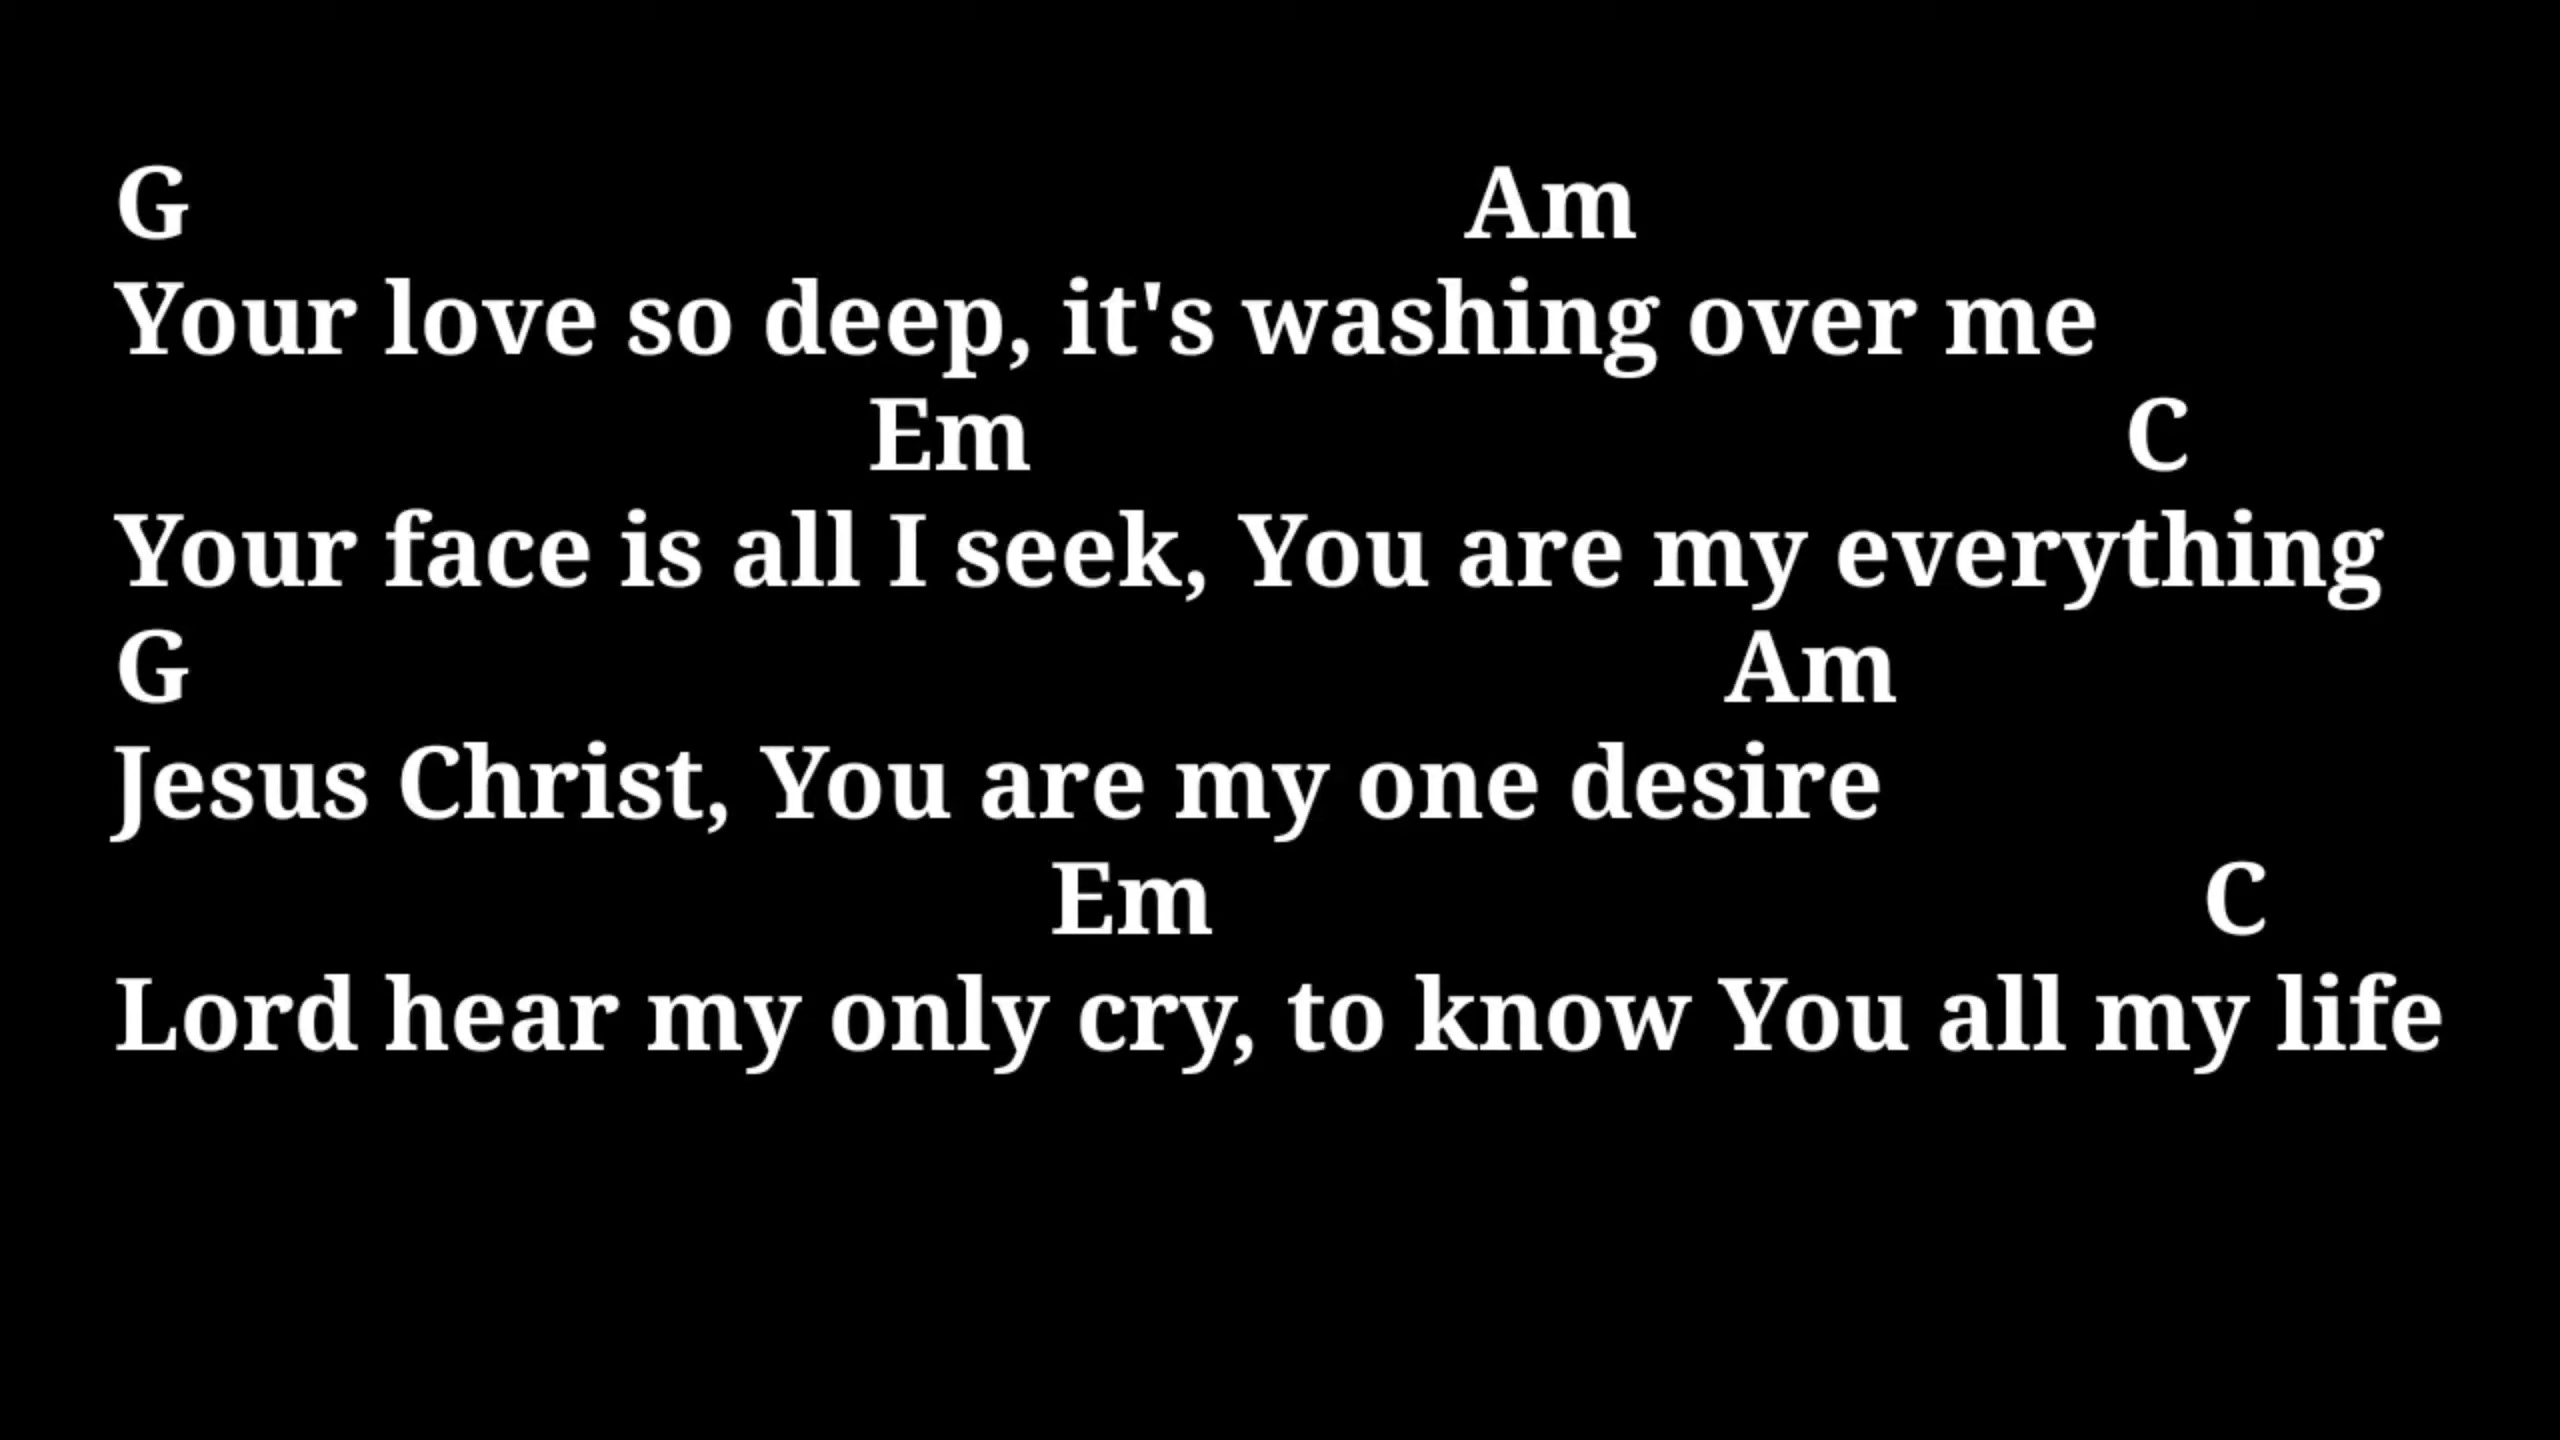 G Am
Your love so deep, it's washing over me
Em C
Your face is all I seek, You are my everything
G Am
Jesus Christ, You are my one desire
Em C
Lord hear my only cry, to know You all my life